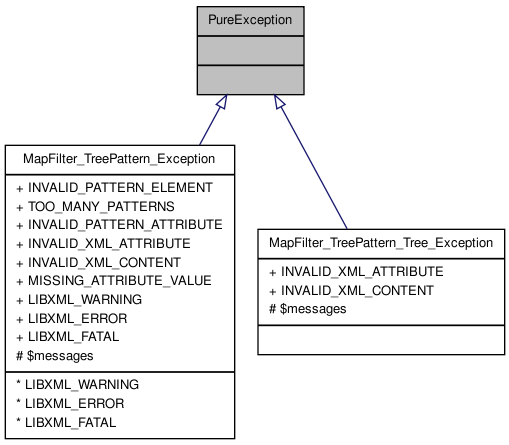 PureException
MapFilter_TreePattern_Exception
+ INVALID_PATTERN_ELEMENT
+ TOO_MANY_PATTERNS
+ INVALID_PATTERN_ATTRIBUTE
+ INVALID_XML_ATTRIBUTE
+ INVALID_XML_CONTENT
+ MISSING_ATTRIBUTE_VALUE
+ LIBXML_WARNING
+ LIBXML_ERROR
+ LIBXML_FATAL
# $messages
* LIBXML_WARNING
* LIBXML_ERROR
* LIBXML_FATAL
MapFilter_TreePattern_Tree_Exception
+ INVALID_XML_ATTRIBUTE
+ INVALID_XML_CONTENT
# $messages